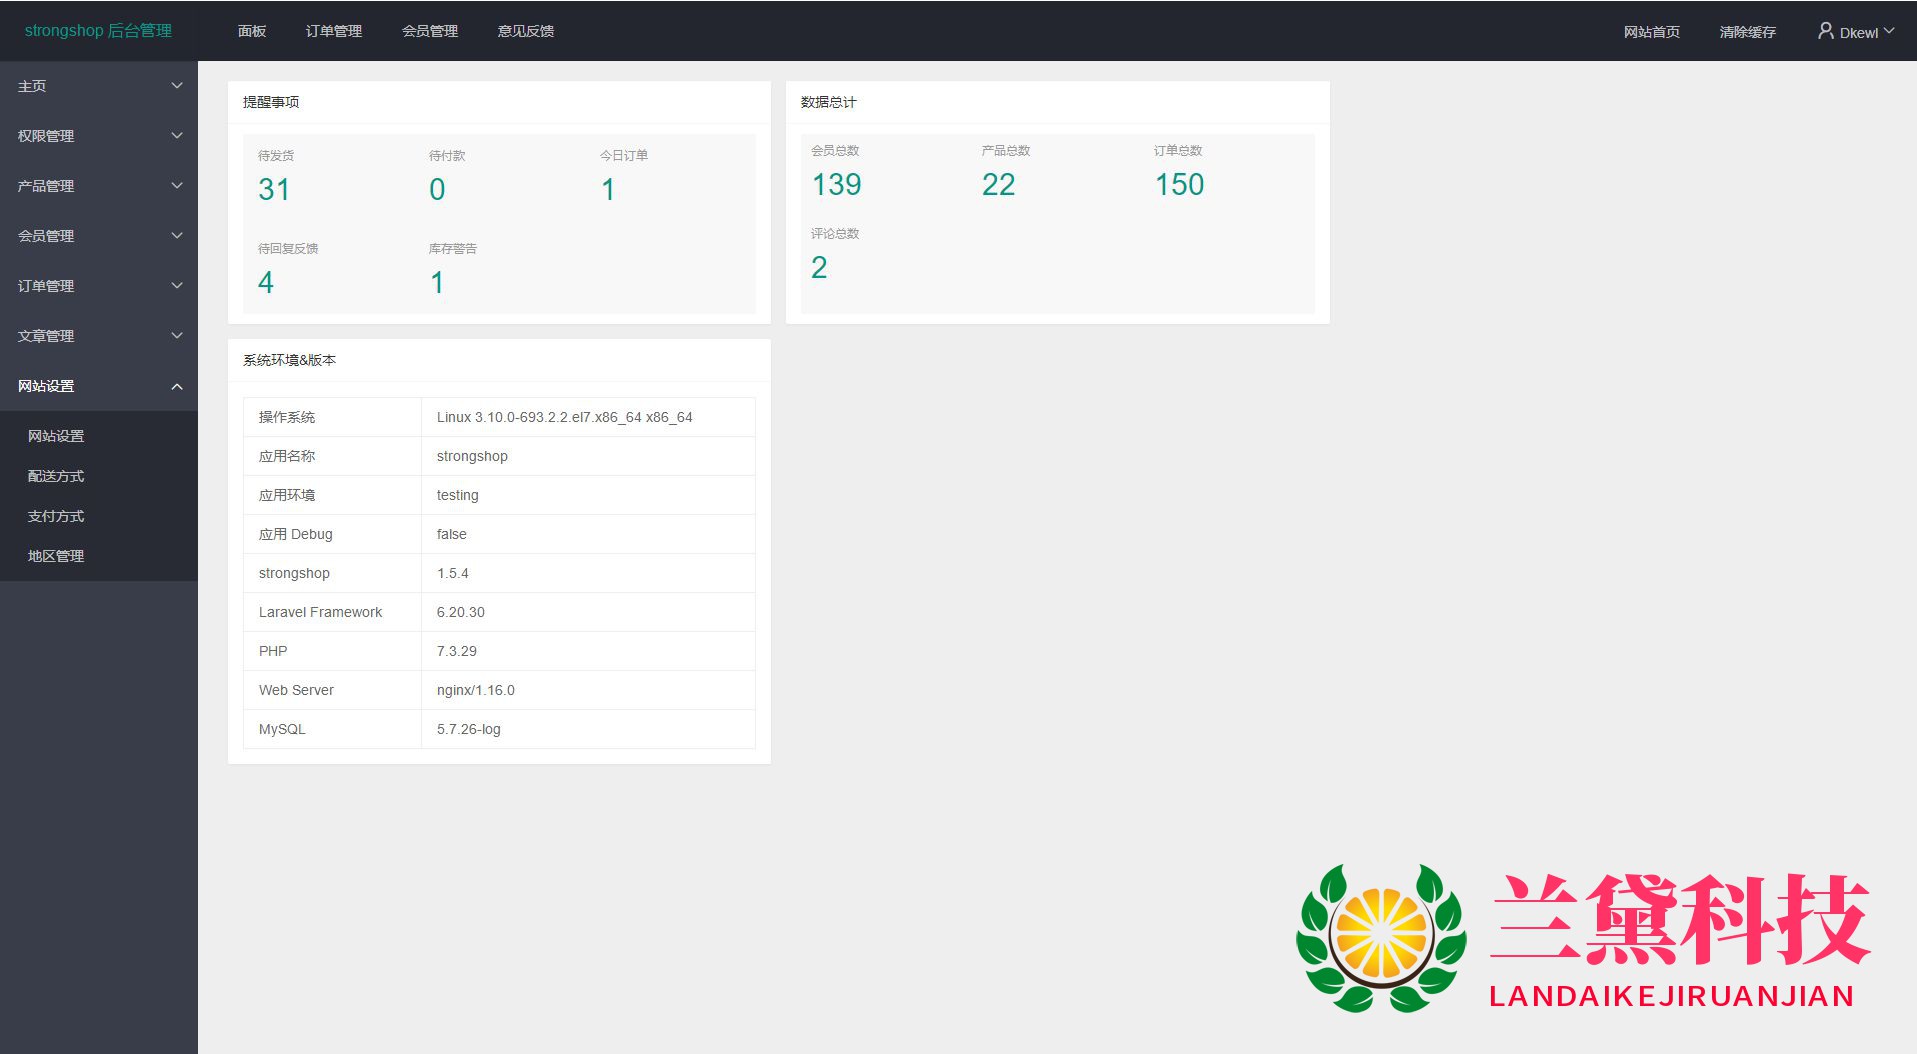 strongshop 后台管理
面板 订单管理 会员管理 意见反馈
网站首页 清除缓存 Dkewl
主页
权限管理
产品管理
会员管理
订单管理
文章管理
网站设置
网站设置
配送方式
支付方式
地区管理
提醒事项
待发货 待付款 今日订单
31 0 1
待回复反馈 库存警告
4 1
数据总计
会员总数 产品总数 订单总数
139 22 150
评论总数
2
系统环境&版本
操作系统 Linux 3.10.0-693.2.2.el7.x86_64 x86_64
应用名称 strongshop
应用环境 testing
应用 Debug false
strongshop 1.5.4
Laravel Framework 6.20.30
PHP 7.3.29
Web Server nginx/1.16.0
MySQL 5.7.26-log
兰黛科技
LANDAIKEJIRUANJIAN